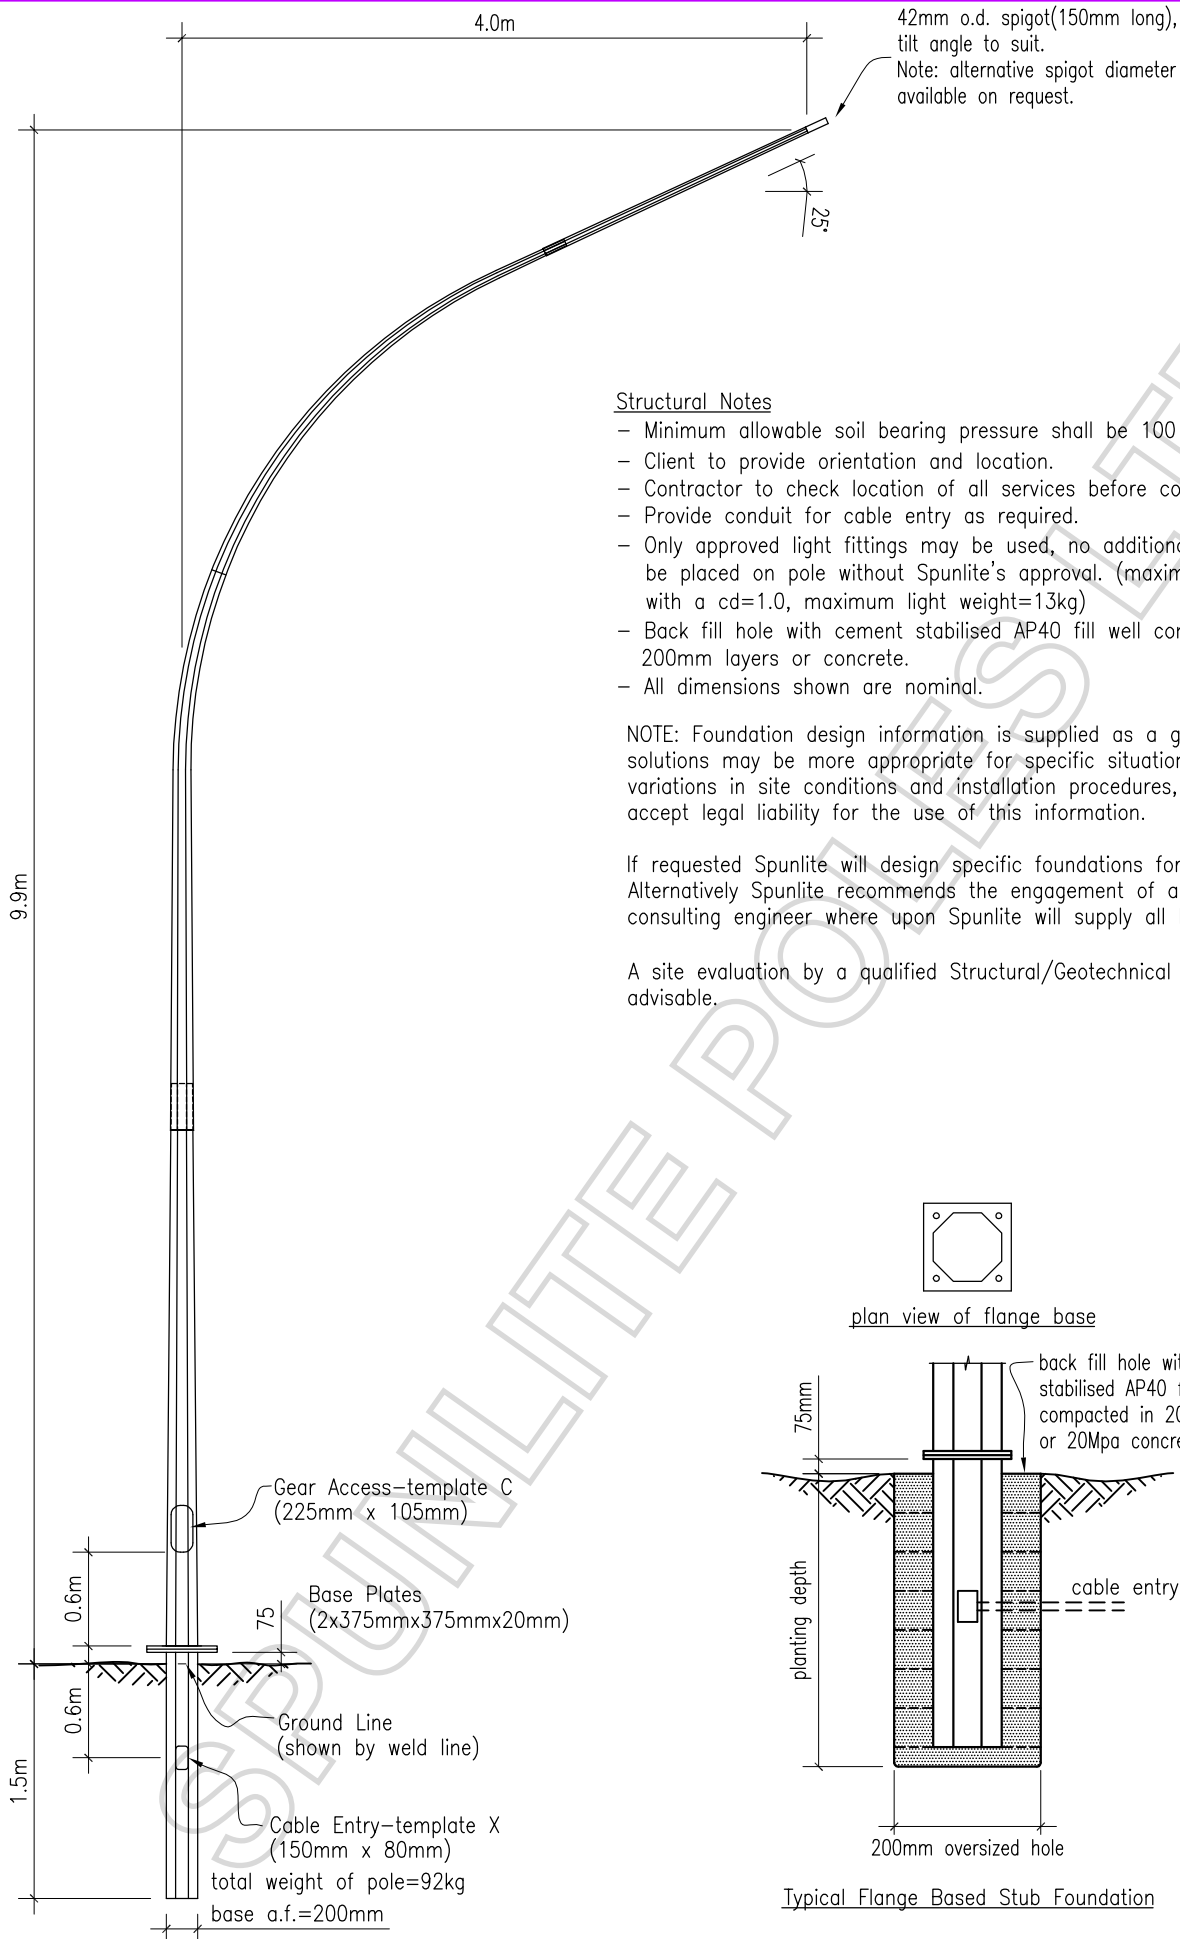 4.0m
42mm o.d. spigot(150mm long),
tilt angle to suit.
Note: alternative spigot diameter
available on request.
25°
Structural Notes
– Minimum allowable soil bearing pressure shall be 100
– Client to provide orientation and location.
– Contractor to check location of all services before co
– Provide conduit for cable entry as required.
– Only approved light fittings may be used, no additiona
be placed on pole without Spunlite's approval. (maxim
with a cd=1.0, maximum light weight=13kg)
– Back fill hole with cement stabilised AP40 fill well com
200mm layers or concrete.
– All dimensions shown are nominal.
NOTE: Foundation design information is supplied as a g
solutions may be more appropriate for specific situation
variations in site conditions and installation procedures,
accept legal liability for the use of this information.
If requested Spunlite will design specific foundations for
Alternatively Spunlite recommends the engagement of a
consulting engineer where upon Spunlite will supply all
A site evaluation by a qualified Structural/Geotechnical
advisable.
9.9m
plan view of flange base
75mm
back fill hole wit
stabilised AP40 f
compacted in 20
or 20Mpa concre
Gear Access–template C
(225mm x 105mm)
0.6m
75
Base Plates
(2x375mmx375mmx20mm)
planting depth
cable entry
0.6m
Ground Line
(shown by weld line)
1.5m
Cable Entry–template X
(150mm x 80mm)
total weight of pole=92kg
base a.f.=200mm
200mm oversized hole
Typical Flange Based Stub Foundation
SPUNLITE POLES LT